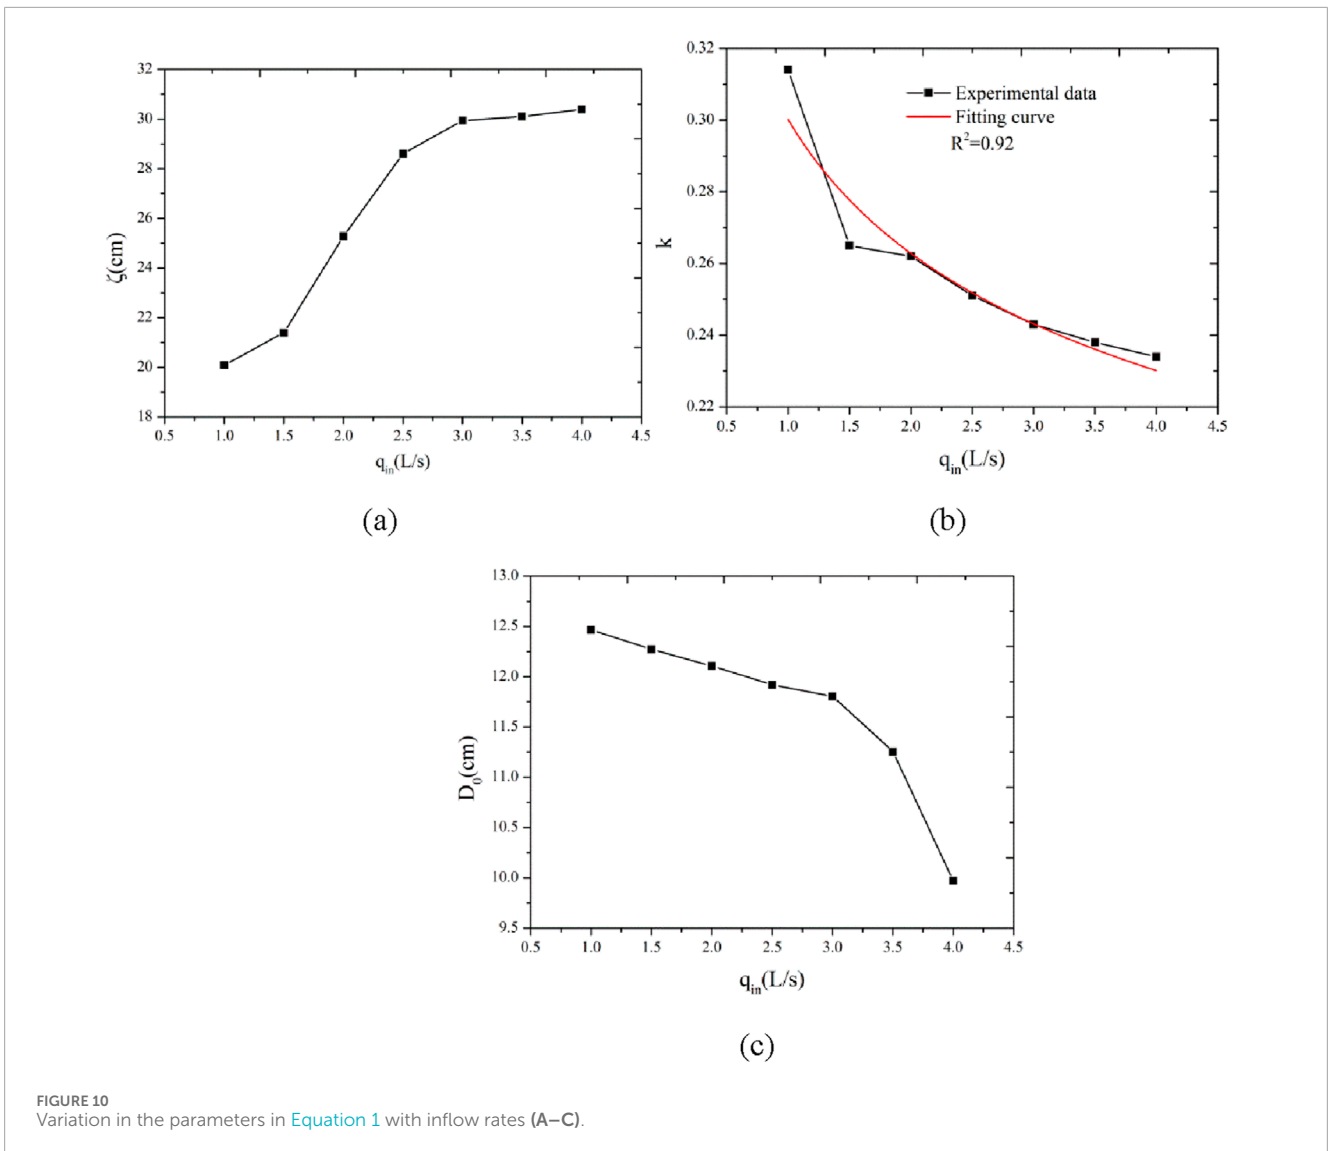 32
30
28
26
24
22
20
18
ζ(cm)
0.5 1.0 1.5 2.0 2.5 3.0 3.5 4.0 4.5
qin(L/s)
(a)
0.32
0.30
0.28
0.26
0.24
0.22
k
Experimental data
Fitting curve
R²=0.92
0.5 1.0 1.5 2.0 2.5 3.0 3.5 4.0 4.5
qin(L/s)
(b)
13.0
12.5
12.0
11.5
11.0
10.5
10.0
9.5
D0(cm)
0.5 1.0 1.5 2.0 2.5 3.0 3.5 4.0 4.5
qin(L/s)
(c)
FIGURE 10
Variation in the parameters in Equation 1 with inflow rates (A–C).